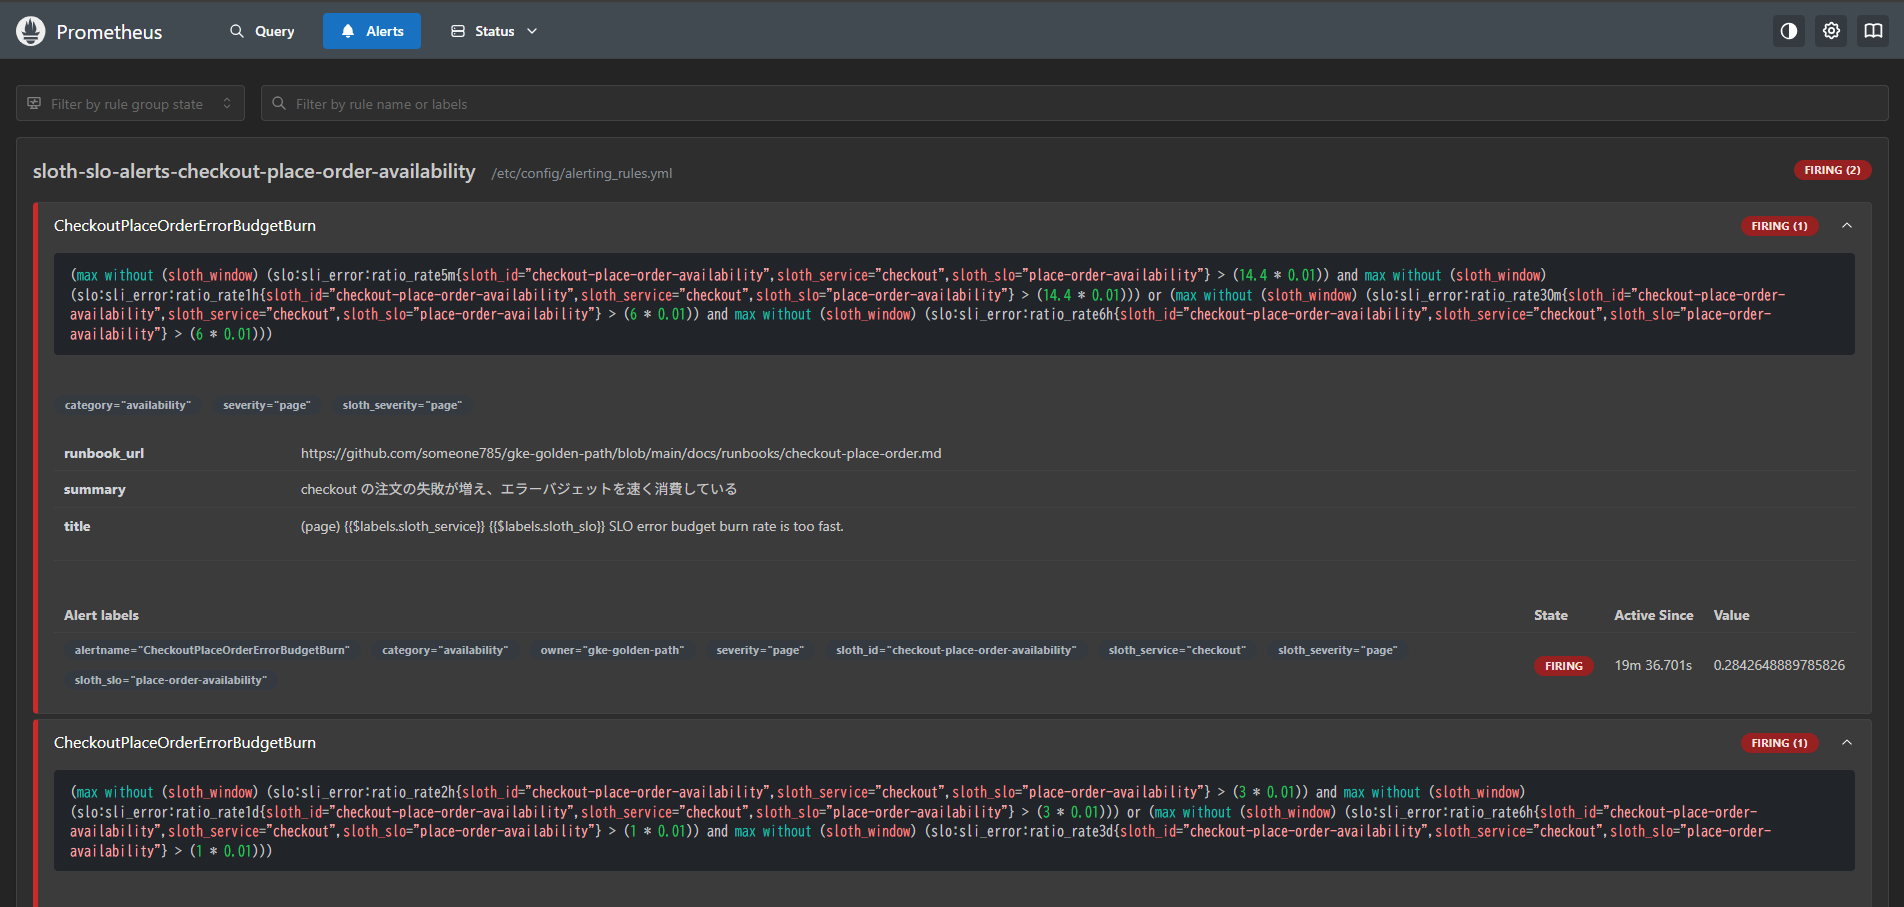 Prometheus
Query
Alerts
Status
Filter by rule group state
Filter by rule name or labels
sloth-slo-alerts-checkout-place-order-availability /etc/config/alerting_rules.yml FIRING (2)
CheckoutPlaceOrderErrorBudgetBurn FIRING (1)
(max without (sloth_window) (slo:sli_error:ratio_rate5m{sloth_id="checkout-place-order-availability",sloth_service="checkout",sloth_slo="place-order-availability"} > (14.4 * 0.01)) and max without (sloth_window)
(slo:sli_error:ratio_rate1h{sloth_id="checkout-place-order-availability",sloth_service="checkout",sloth_slo="place-order-availability"} > (14.4 * 0.01))) or (max without (sloth_window) (slo:sli_error:ratio_rate30m{sloth_id="checkout-place-order-
availability",sloth_service="checkout",sloth_slo="place-order-availability"} > (6 * 0.01)) and max without (sloth_window) (slo:sli_error:ratio_rate6h{sloth_id="checkout-place-order-availability",sloth_service="checkout",sloth_slo="place-order-
availability"} > (6 * 0.01)))
category="availability" severity="page" sloth_severity="page"
runbook_url https://github.com/someone785/gke-golden-path/blob/main/docs/runbooks/checkout-place-order.md
summary checkout の注文の失敗が増え、エラーバジェットを速く消費している
title (page) {{$labels.sloth_service}} {{$labels.sloth_slo}} SLO error budget burn rate is too fast.
Alert labels State Active Since Value
alertname="CheckoutPlaceOrderErrorBudgetBurn" category="availability" owner="gke-golden-path" severity="page" sloth_id="checkout-place-order-availability" sloth_service="checkout" sloth_severity="page"
sloth_slo="place-order-availability"
FIRING 19m 36.701s 0.2842648889785826
CheckoutPlaceOrderErrorBudgetBurn FIRING (1)
(max without (sloth_window) (slo:sli_error:ratio_rate2h{sloth_id="checkout-place-order-availability",sloth_service="checkout",sloth_slo="place-order-availability"} > (3 * 0.01)) and max without (sloth_window)
(slo:sli_error:ratio_rate1d{sloth_id="checkout-place-order-availability",sloth_service="checkout",sloth_slo="place-order-availability"} > (3 * 0.01))) or (max without (sloth_window) (slo:sli_error:ratio_rate6h{sloth_id="checkout-place-order-
availability",sloth_service="checkout",sloth_slo="place-order-availability"} > (1 * 0.01)) and max without (sloth_window) (slo:sli_error:ratio_rate3d{sloth_id="checkout-place-order-availability",sloth_service="checkout",sloth_slo="place-order-
availability"} > (1 * 0.01)))